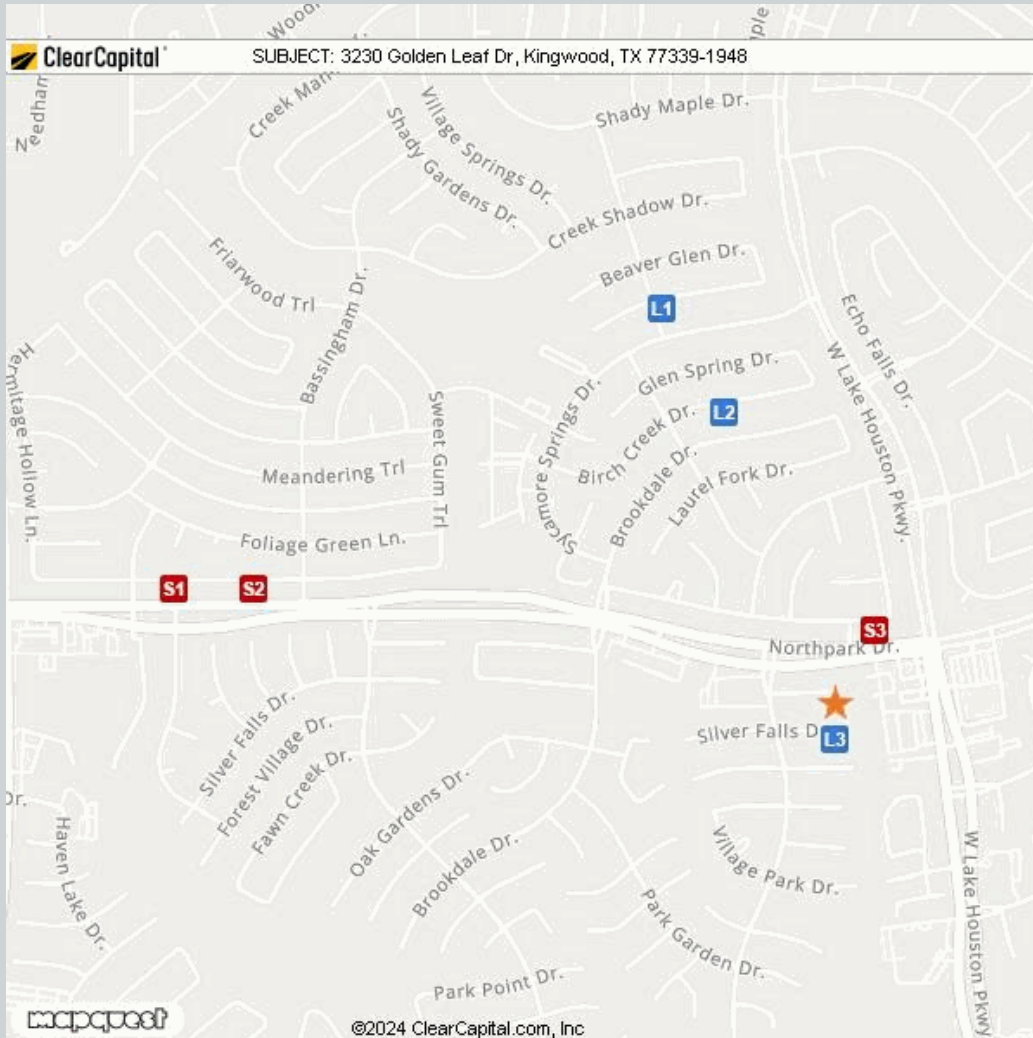 Woo
ple
ClearCapital
SUBJECT: 3230 Golden Leaf Dr, Kingwood, TX 77339-1948
Needham
Creek Man
Village Springs Dr.
Shady Gardens Dr.
Shady Maple Dr.
Creek Shadow Dr.
Beaver Glen Dr.
Friarwood Trl
Bassingham Dr.
L1
Echo Falls Dr.
Hermitage Hollow Ln.
W Lake Houston Pkwy.
Glen Spring Dr.
L2
Birch Creek Dr.
Sycamore Springs Dr.
Sweet Gum Trl
Brookdale Dr.
Laurel Fork Dr.
Meandering Trl
Sycamore
Foliage Green Ln.
S1
S2
S3
Northpark Dr.
Silver Falls D
L3
Silver Falls Dr.
Forest Village Dr.
Fawn Creek Dr.
Dr.
Haven Lake Dr.
Oak Gardens Dr.
Brookdale Dr.
Village Park Dr.
Park Garden Dr.
W Lake Houston Pkwy
Park Point Dr.
mapquest
©2024 ClearCapital.com, Inc